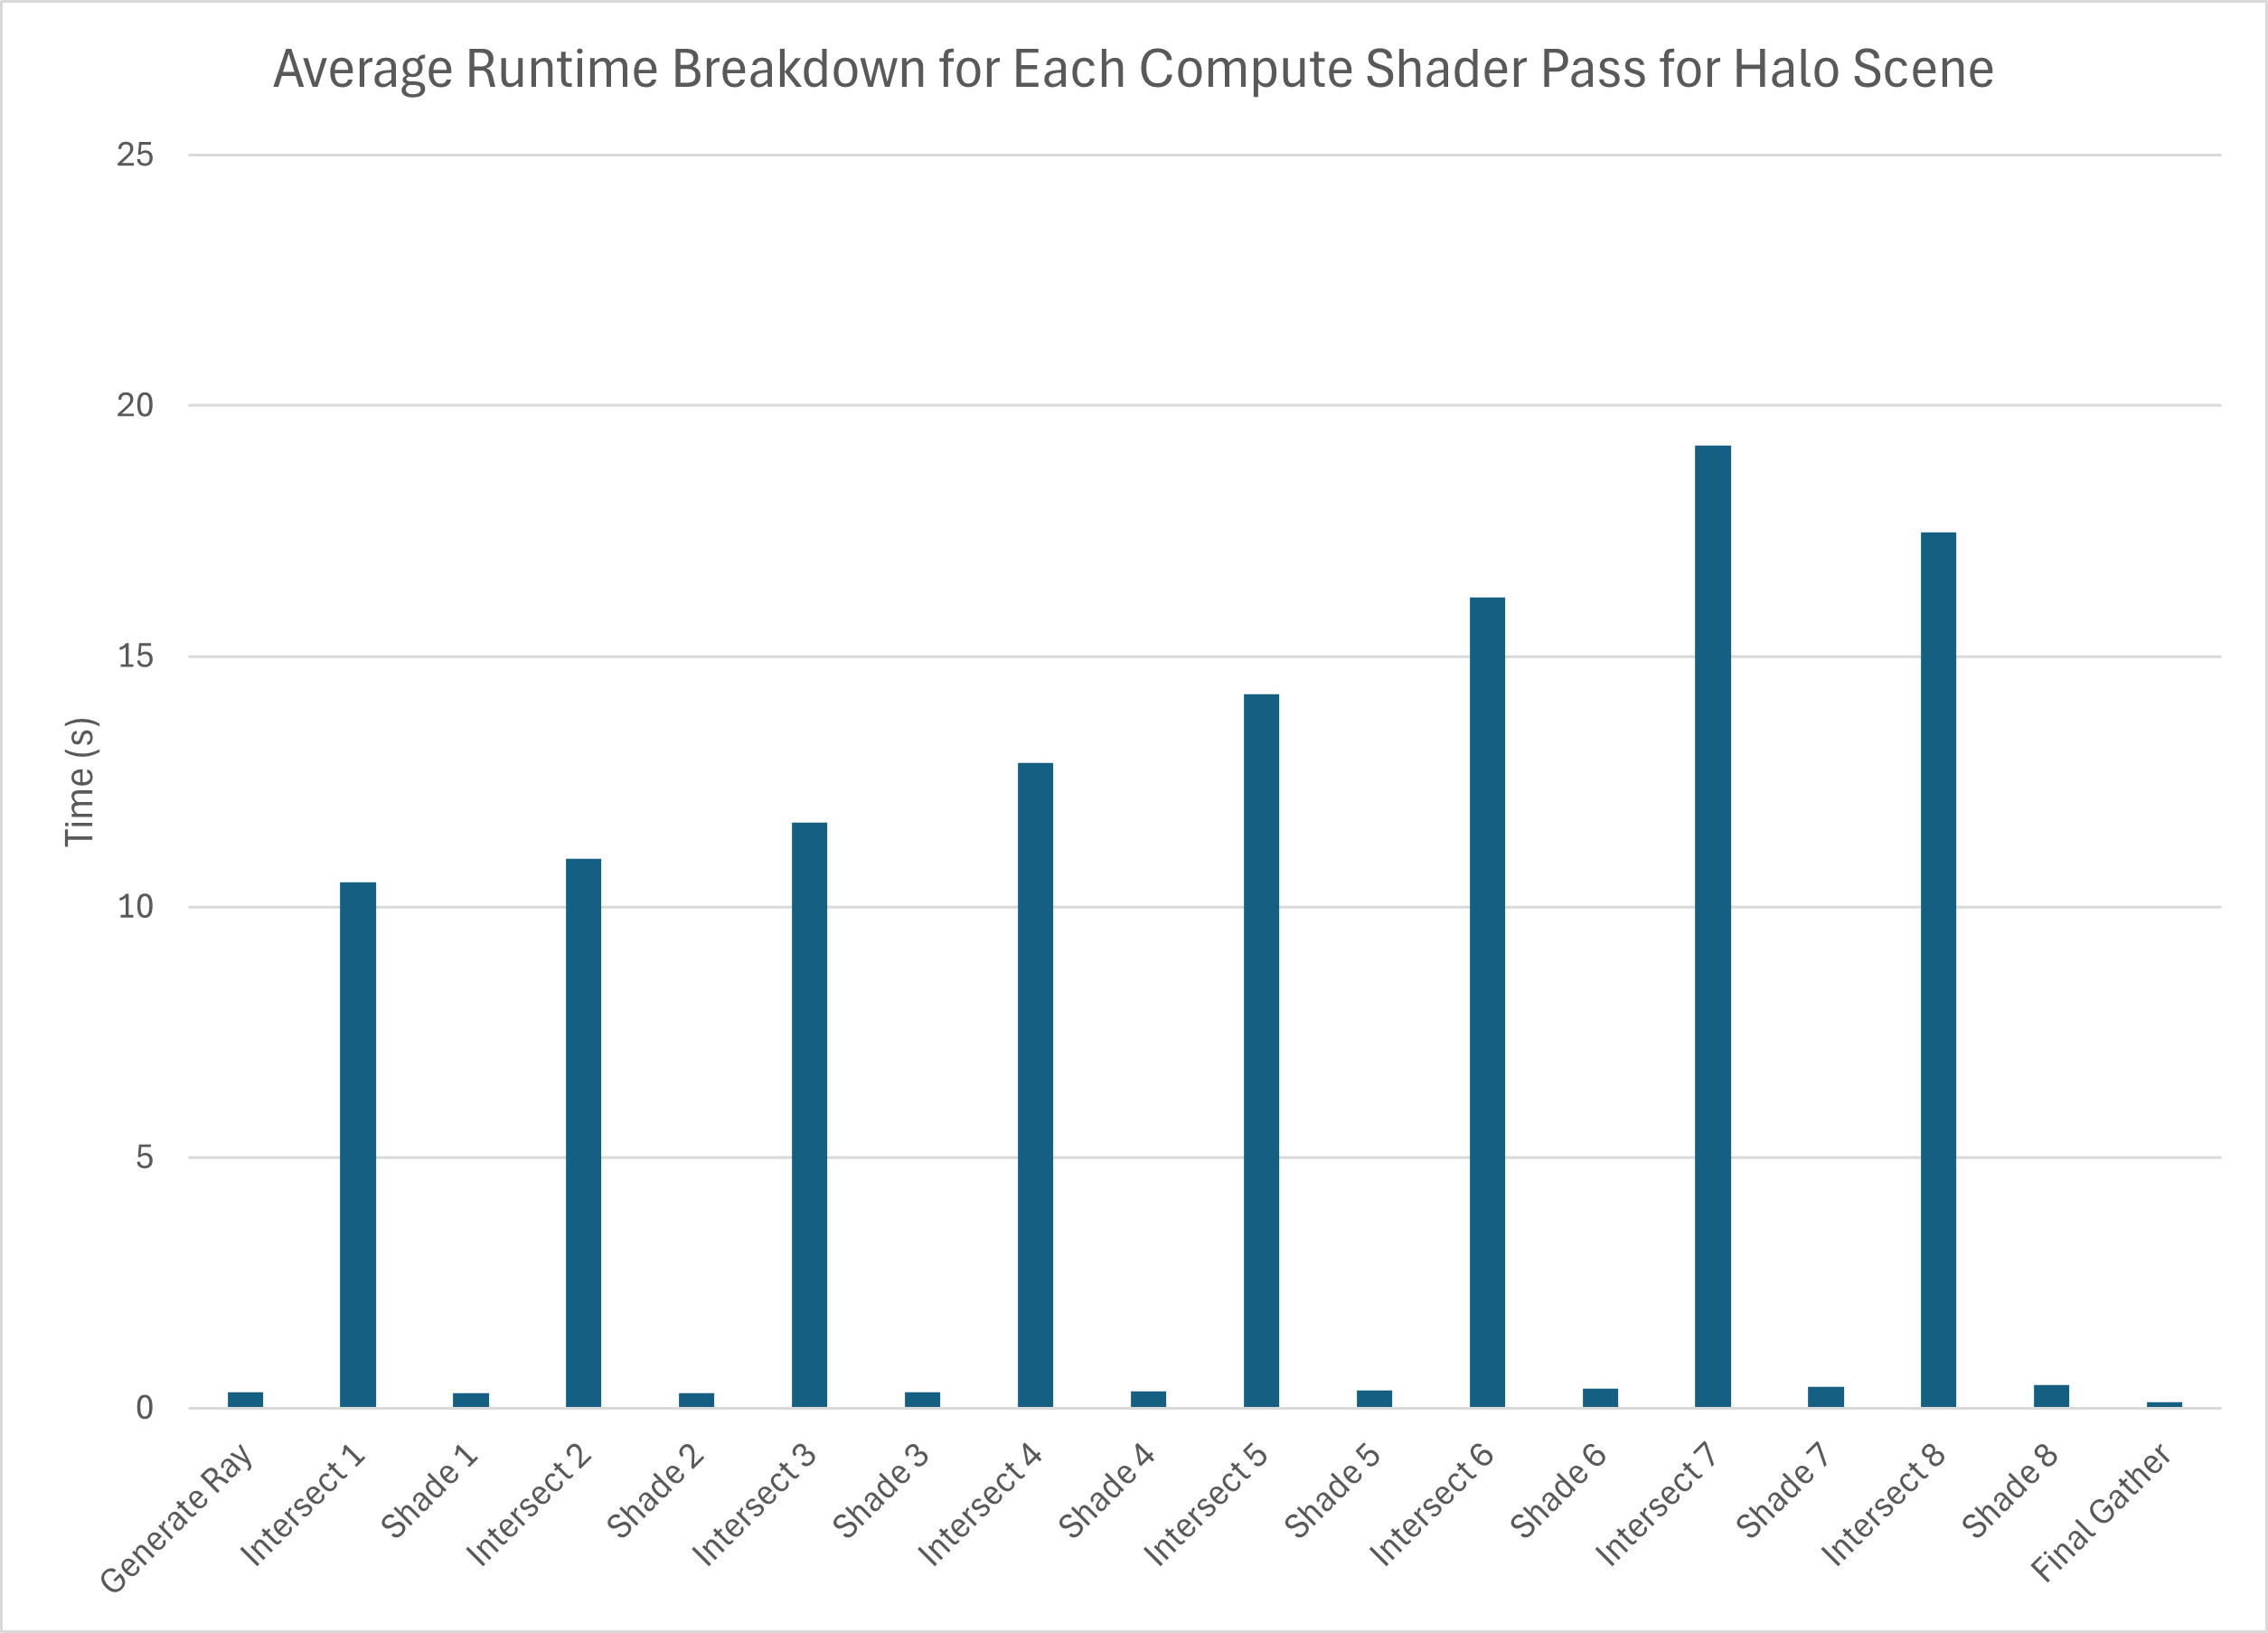 Average Runtime Breakdown for Each Compute Shader Pass for Halo Scene
25
20
15
10
5
0
Time (s)
Generate Ray
Intersect 1
Shade 1
Intersect 2
Shade 2
Intersect 3
Shade 3
Intersect 4
Shade 4
Intersect 5
Shade 5
Intersect 6
Shade 6
Intersect 7
Shade 7
Intersect 8
Shade 8
Final Gather